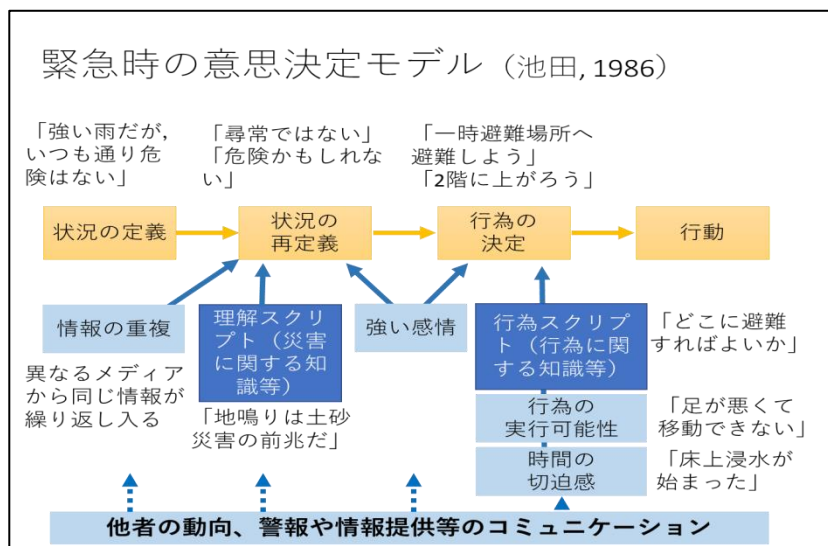 緊急時の意思決定モデル（池田, 1986）
「強い雨だが,
いつも通り危
険はない」
「尋常ではない」
「危険かもしれな
い」
「一時避難場所へ
避難しよう」
「2階に上がろう」
状況の定義
状況の
再定義
行為の
決定
行動
情報の重複
理解スクリ
プト（災害
に関する知
識等）
強い感情
行為スクリプ
ト（行為に関
する知識等）
「どこに避難
すればよいか」
異なるメディア
から同じ情報が
繰り返し入る
「地鳴りは土砂
災害の前兆だ」
行為の
実行可能性
「足が悪くて
移動できない」
時間の
切迫感
「床上浸水が
始まった」
他者の動向、警報や情報提供等のコミュニケーション